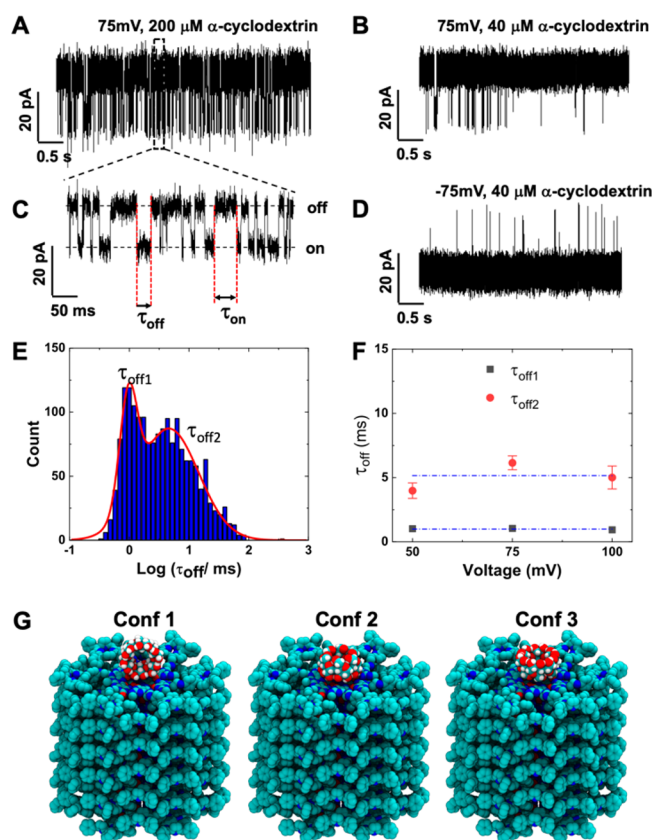 A
75mV, 200 μM α-cyclodextrin
20 pA
0.5 s
B
75mV, 40 μM α-cyclodextrin
20 pA
0.5 s
C
off
on
20 pA
50 ms
τoff
τon
D
-75mV, 40 μM α-cyclodextrin
20 pA
0.5 s
E
τoff1
τoff2
150
100
50
0
Count
-1 0 1 2 3
Log (τoff/ ms)
F
τoff1
τoff2
15
10
5
0
τoff (ms)
50 75 100
Voltage (mV)
G
Conf 1
Conf 2
Conf 3